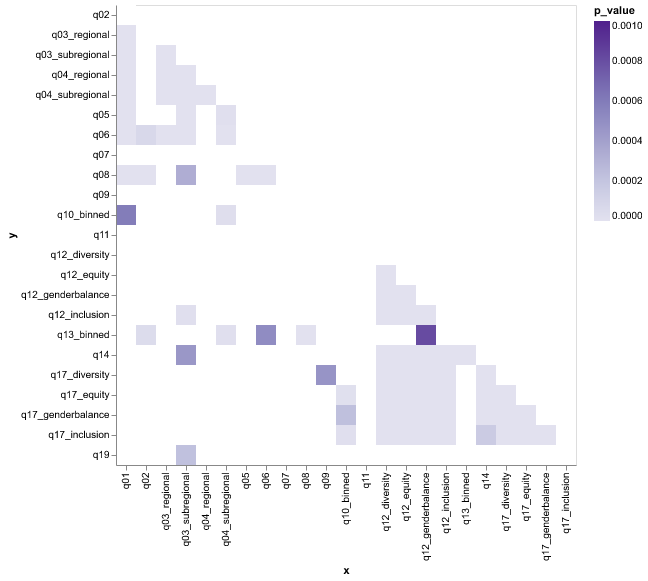 p_value
0.0010
0.0008
0.0006
0.0004
0.0002
0.0000
y
q02
q03_regional
q03_subregional
q04_regional
q04_subregional
q05
q06
q07
q08
q09
q10_binned
q11
q12_diversity
q12_equity
q12_genderbalance
q12_inclusion
q13_binned
q14
q17_diversity
q17_equity
q17_genderbalance
q17_inclusion
q19
q01
q02
q03_regional
q03_subregional
q04_regional
q04_subregional
q05
q06
q07
q08
q09
q10_binned
q11
q12_diversity
q12_equity
q12_genderbalance
q12_inclusion
q13_binned
q14
q17_diversity
q17_equity
q17_genderbalance
q17_inclusion
x